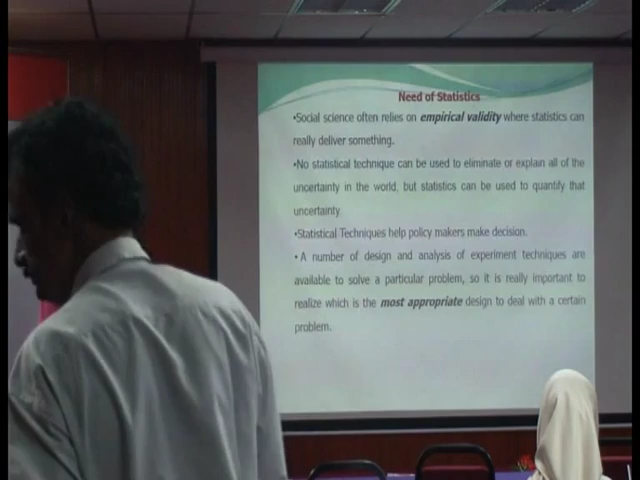 Need of Statistics
•Social science often relies on empirical validity where statistics can
really deliver something.
•No statistical technique can be used to eliminate or explain all of the
uncertainty in the world, but statistics can be used to quantify that
uncertainty
•Statistical Techniques help policy makers make decision.
• A number of design and analysis of experiment techniques are
available to solve a particular problem, so it is really important to
realize which is the most appropriate design to deal with a certain
problem.